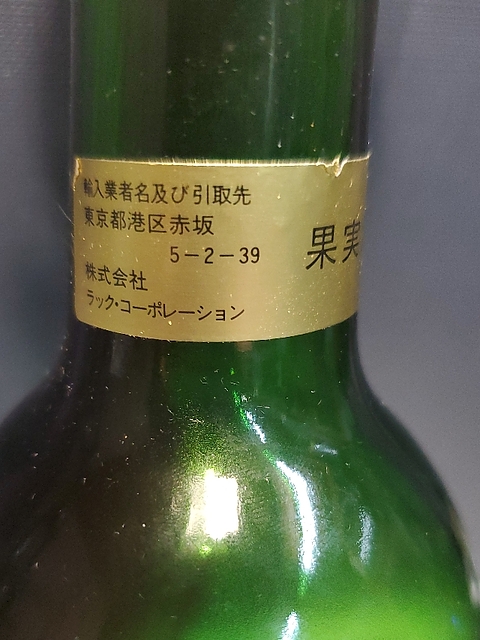 輸入業者名及び引取先
東京都港区赤坂
5-2-39
株式会社
ラック・コーポレーション
果実